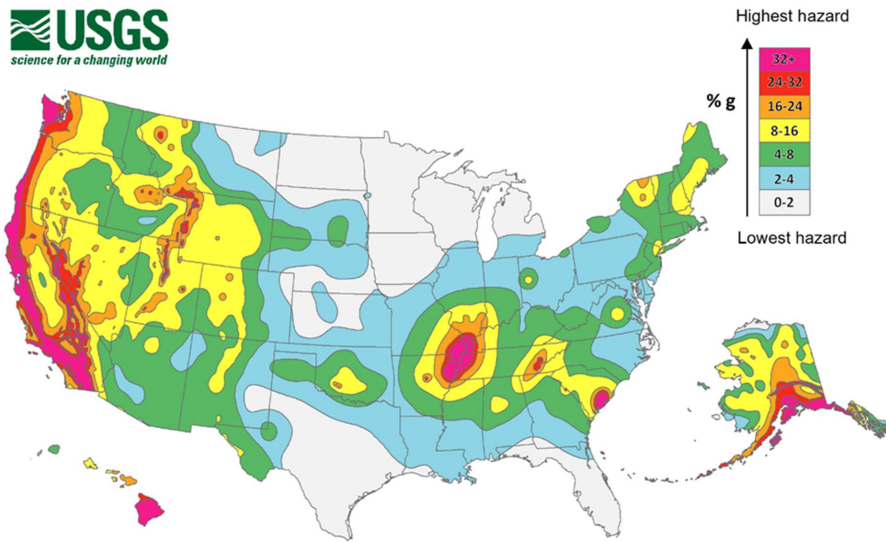 USGS
science for a changing world
Highest hazard
% g
32+
24-32
16-24
8-16
4-8
2-4
0-2
Lowest hazard